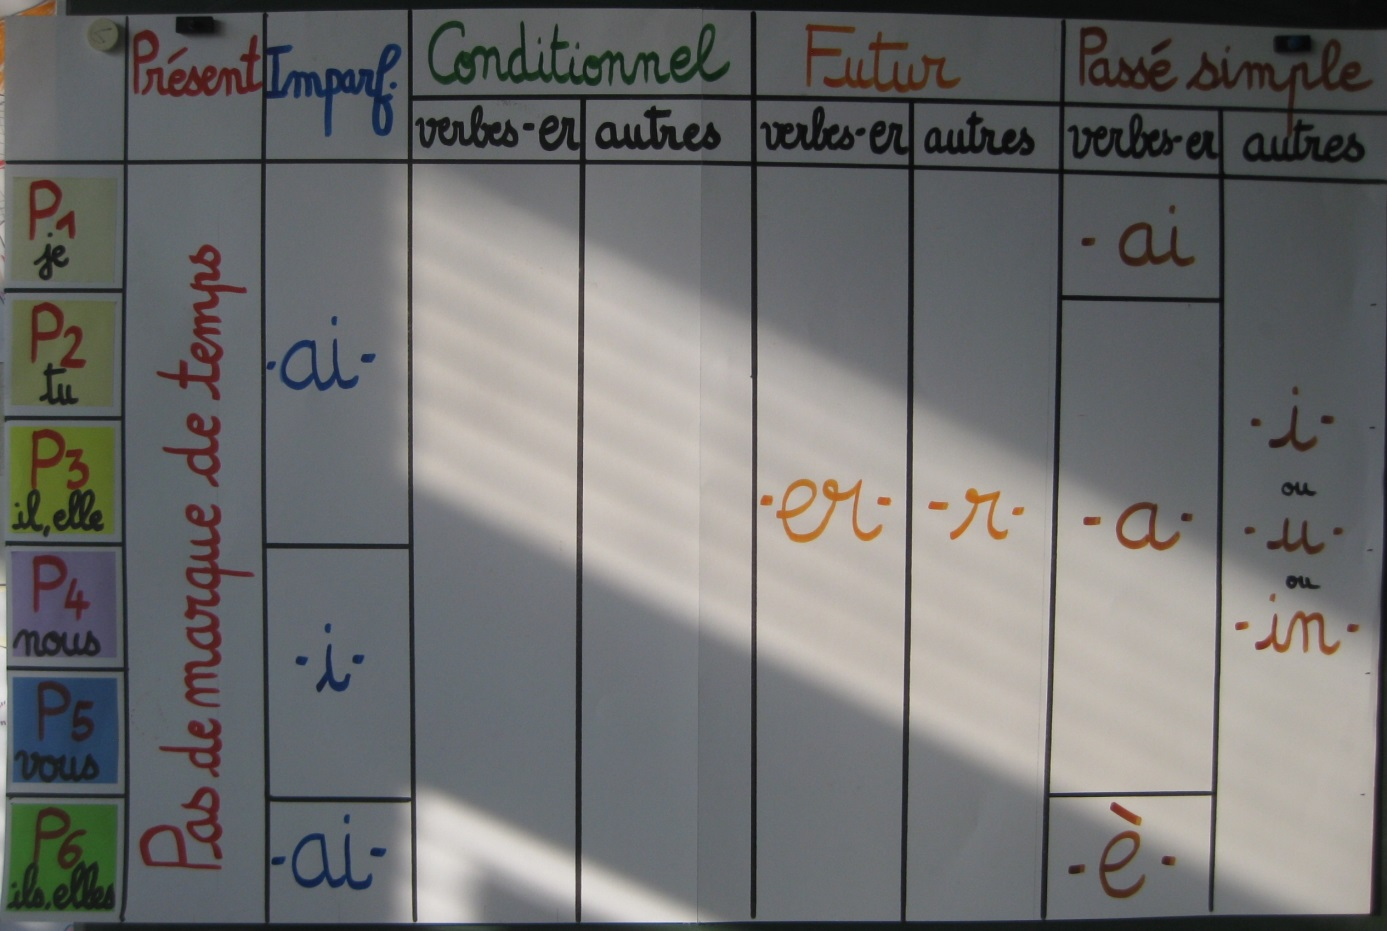 Présent Imparf. Conditionnel Futur Passé simple
verbes-er autres verbes-er autres verbes-er autres
P1
je
P2
tu
P3
il, elle
P4
nous
P5
vous
P6
ils, elles
Pas de marque de temps
-ai-
-i-
-ai-
-er-
-r-
-ai
-a-
-è-
-i-
ou
-u-
ou
-in-